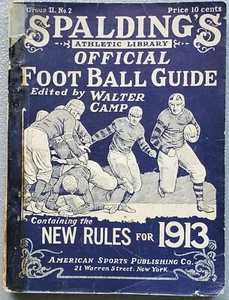 Group II. No. 2
Price 10 cents
SPALDING'S
ATHLETIC LIBRARY
OFFICIAL
FOOT BALL GUIDE
Edited by WALTER
CAMP
Containing the
NEW RULES FOR 1913
AMERICAN SPORTS PUBLISHING Co.
21 Warren Street, New York